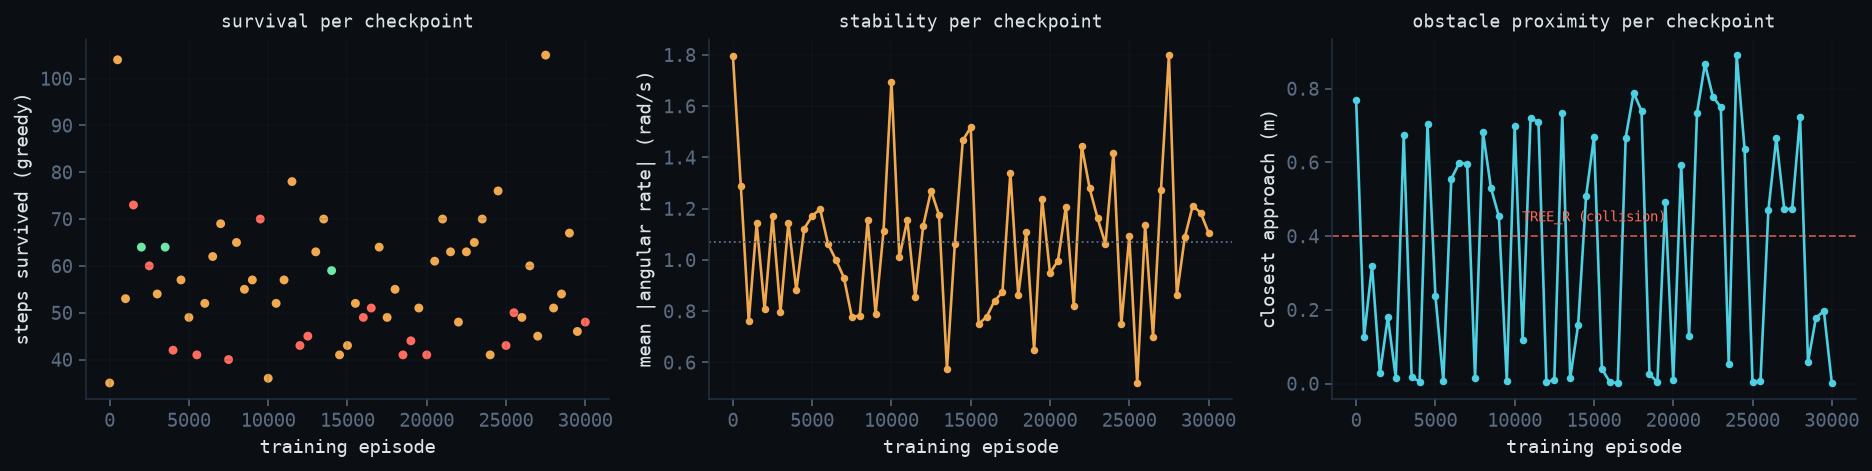 survival per checkpoint
steps survived (greedy)
100
90
80
70
60
50
40
0 5000 10000 15000 20000 25000 30000
training episode
stability per checkpoint
mean |angular rate| (rad/s)
1.8
1.6
1.4
1.2
1.0
0.8
0.6
0 5000 10000 15000 20000 25000 30000
training episode
obstacle proximity per checkpoint
closest approach (m)
0.8
0.6
0.4
0.2
0.0
TREE_R (collision)
0 5000 10000 15000 20000 25000 30000
training episode